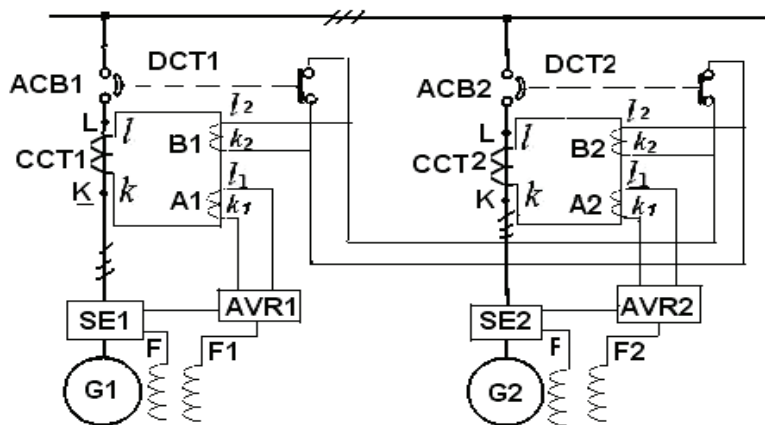 DCT1
DCT2
ACB1
ACB2
L
l
l2
B1
k2
CCT1
l1
K
k
A1
k1
L
l
l2
B2
k2
CCT2
l1
K
k
A2
k1
SE1
AVR1
SE2
AVR2
F
F1
F
F2
G1
G2